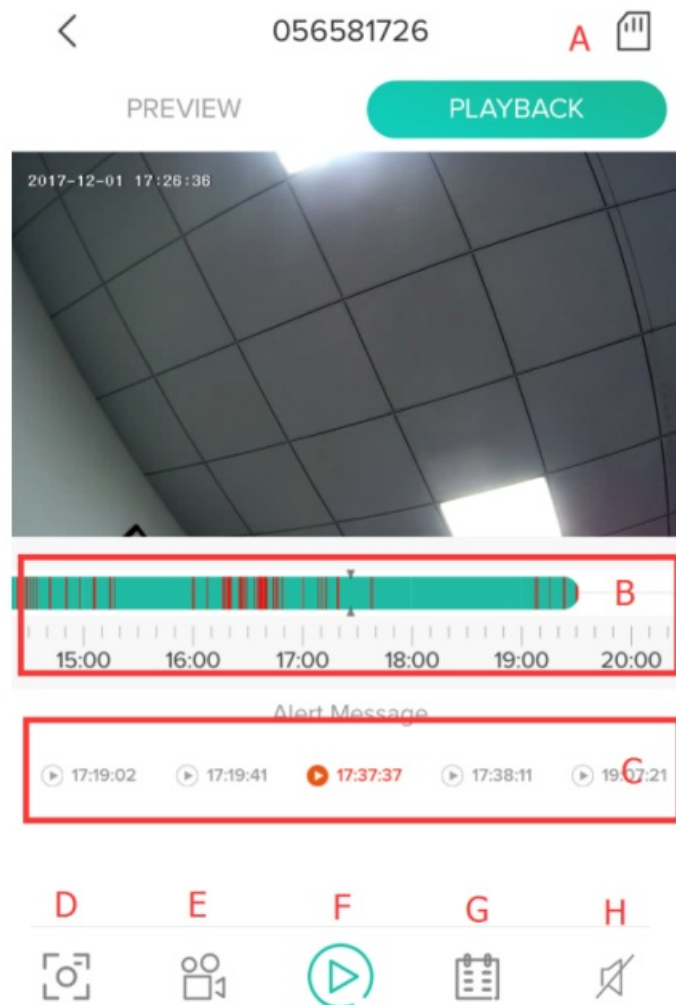 056581726
A
PREVIEW
PLAYBACK
2017-12-01 17:26:36
B
15:00 16:00 17:00 18:00 19:00 20:00
Alert Message
17:19:02 17:19:41 17:37:37 17:38:11 19:07:21
C
D E F G H